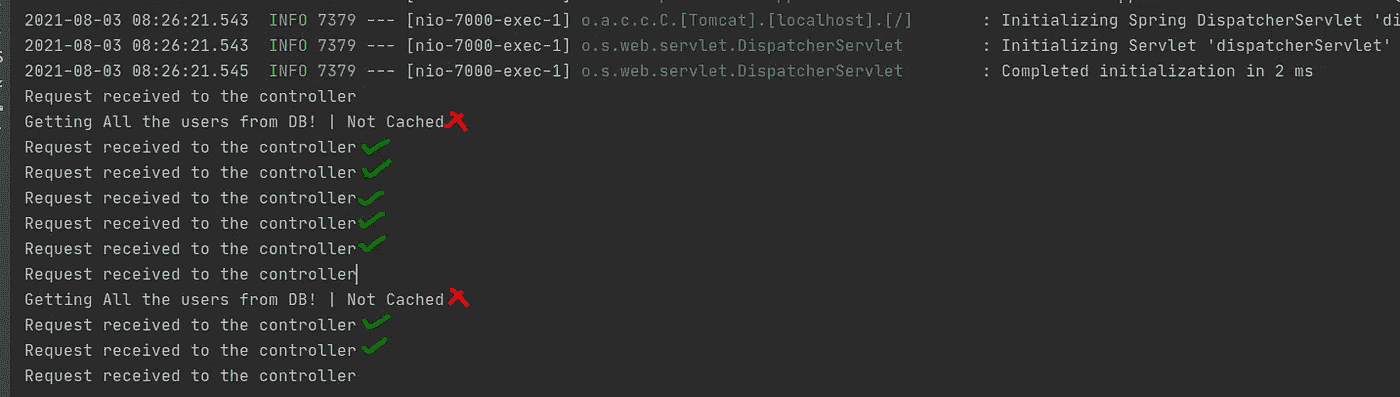 2021-08-03 08:26:21.543  INFO 7379 --- [nio-7000-exec-1] o.a.c.c.C.[Tomcat].[localhost].[/]       : Initializing Spring DispatcherServlet 'di
2021-08-03 08:26:21.543  INFO 7379 --- [nio-7000-exec-1] o.s.web.servlet.DispatcherServlet        : Initializing Servlet 'dispatcherServlet'
2021-08-03 08:26:21.545  INFO 7379 --- [nio-7000-exec-1] o.s.web.servlet.DispatcherServlet        : Completed initialization in 2 ms
Request received to the controller
Getting All the users from DB! | Not Cached
Request received to the controller
Request received to the controller
Request received to the controller
Request received to the controller
Request received to the controller
Request received to the controller
Getting All the users from DB! | Not Cached
Request received to the controller
Request received to the controller
Request received to the controller